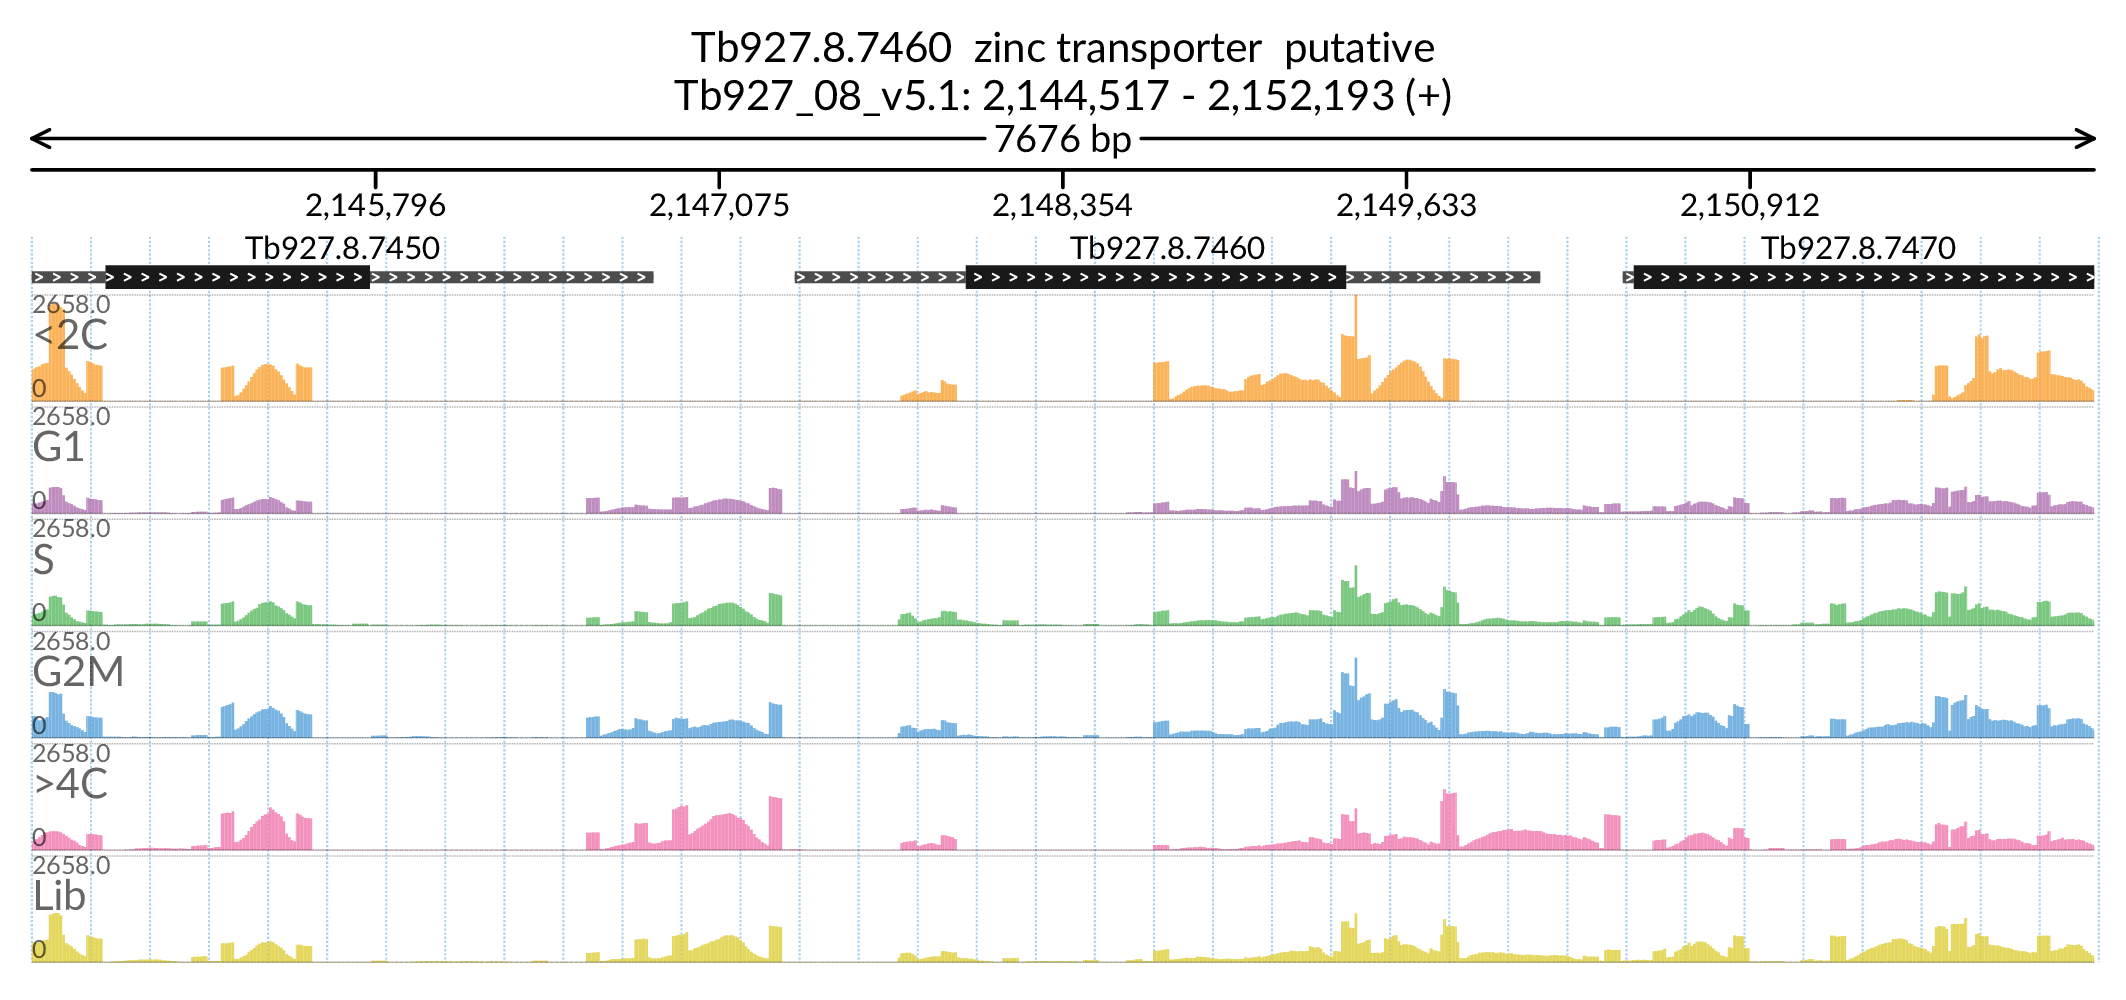 Tb927.8.7460 zinc transporter putative
Tb927_08_v5.1: 2,144,517 - 2,152,193 (+)
7676 bp
2,145,796 2,147,075 2,148,354 2,149,633 2,150,912
Tb927.8.7450 Tb927.8.7460 Tb927.8.7470
2658.0
<2C
0
2658.0
G1
0
2658.0
S
0
2658.0
G2M
0
2658.0
>4C
0
2658.0
Lib
0